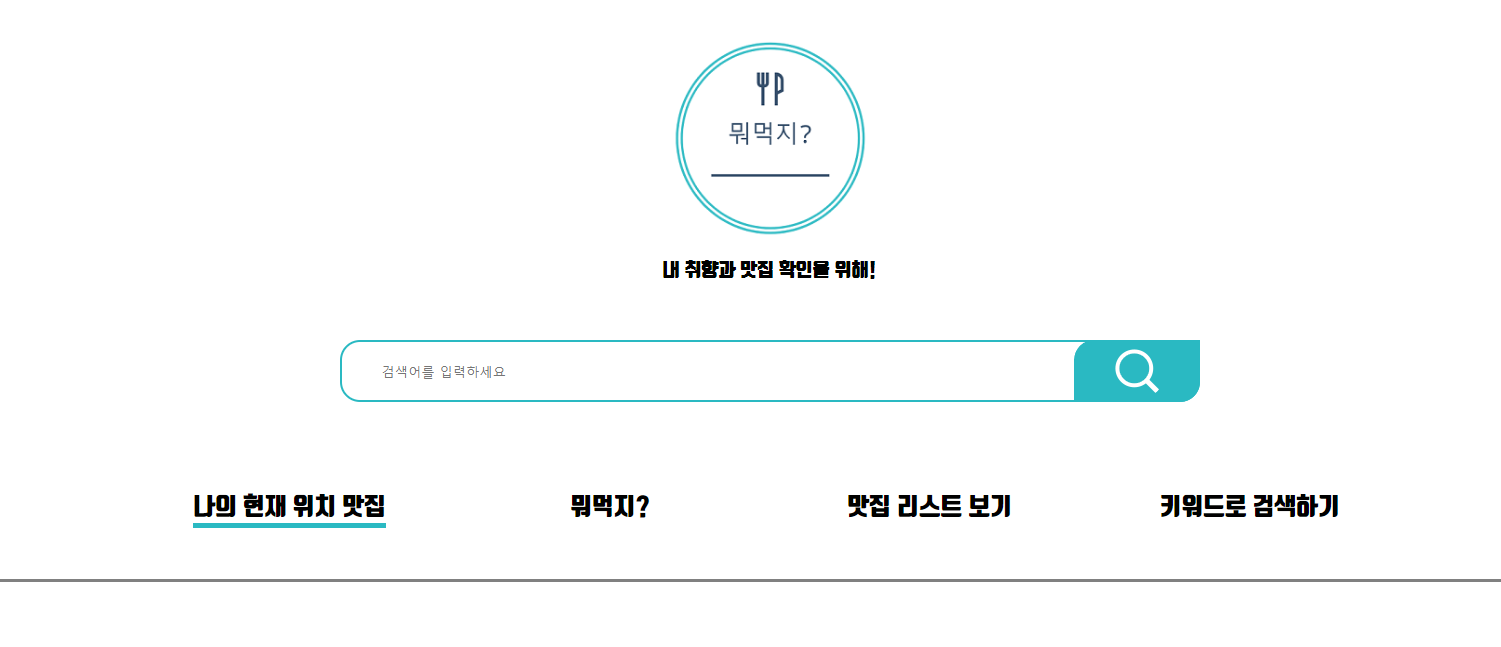 뭐먹지?
내 취향과 맛집 확인을 위해!
검색어를 입력하세요
나의 현재 위치 맛집 뭐먹지? 맛집 리스트 보기 키워드로 검색하기